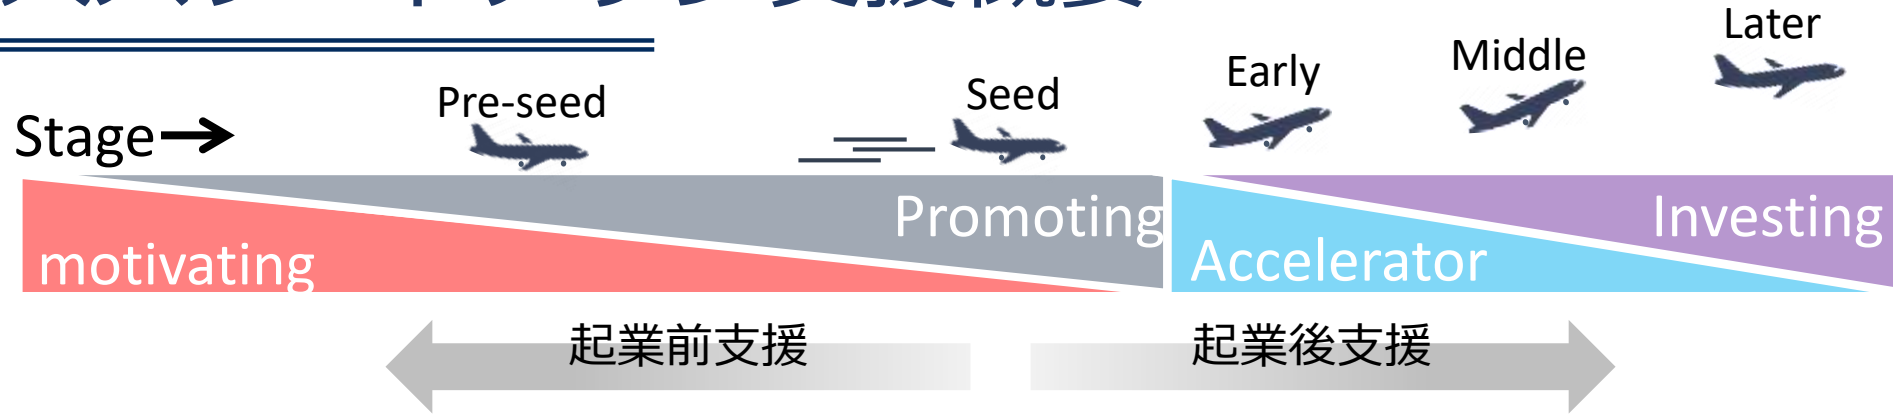 Later
Middle
Early
Seed
Pre-seed
Stage
Promoting
Investing
motivating
Accelerator
起業前支援
起業後支援